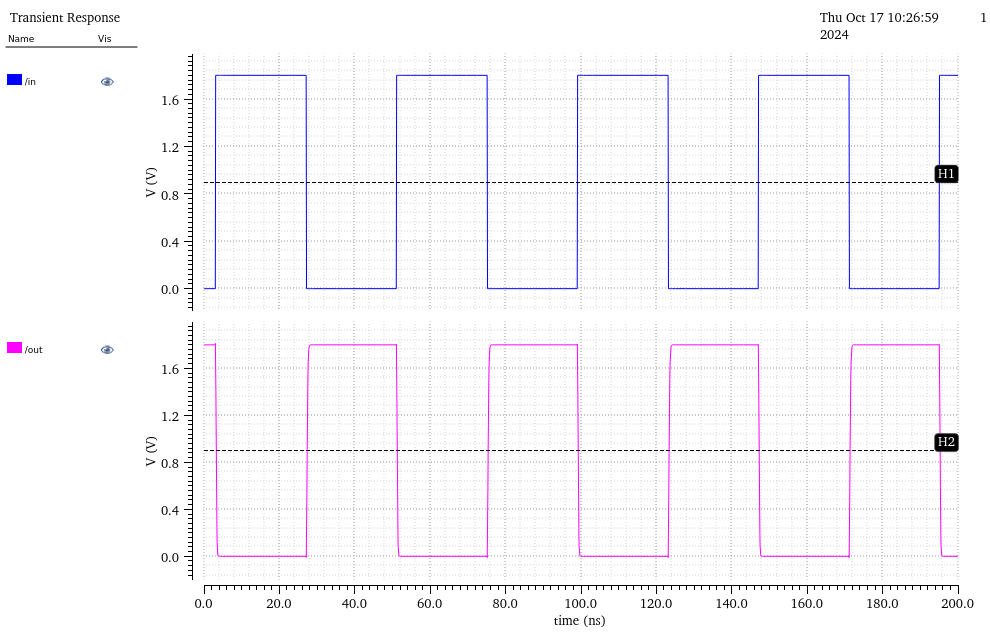 Transient Response
Thu Oct 17 10:26:59 1
2024
Name Vis
/in
V (V)
1.6
1.2
0.8
0.4
0.0
H1
/out
V (V)
1.6
1.2
0.8
0.4
0.0
H2
0.0 20.0 40.0 60.0 80.0 100.0 120.0 140.0 160.0 180.0 200.0
time (ns)